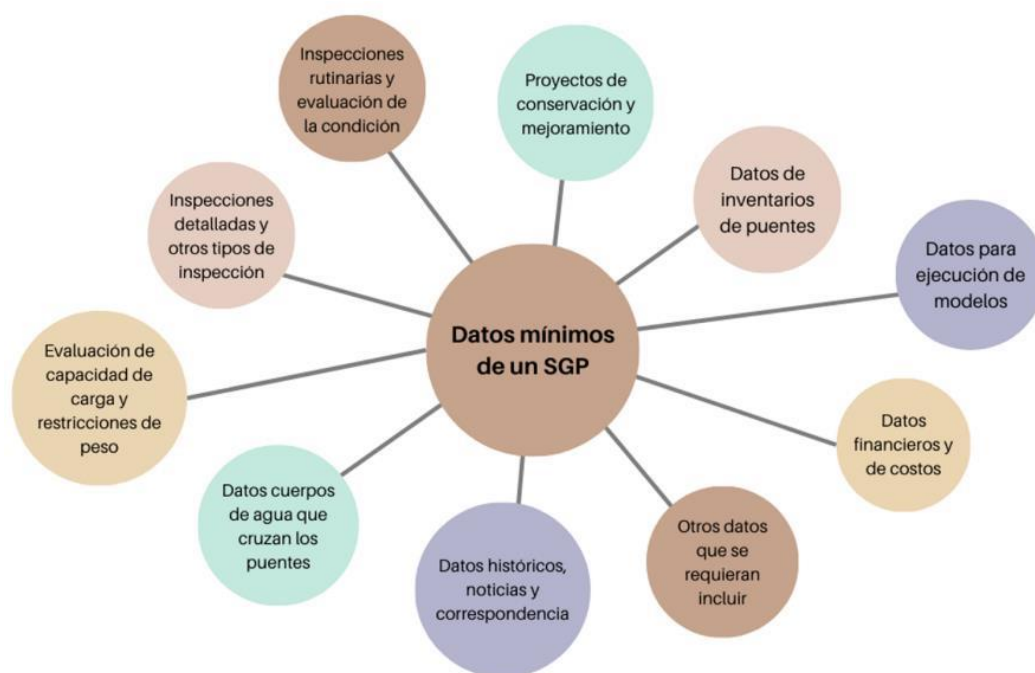 Inspecciones
rutinarias y
evaluación de
la condición
Proyectos de
conservación y
mejoramiento
Datos de
inventarios
de puentes
Inspecciones
detalladas y
otros tipos de
inspección
Datos para
ejecución de
modelos
Datos mínimos
de un SGP
Evaluación de
capacidad de
carga y
restricciones de
peso
Datos
financieros y
de costos
Datos cuerpos
de agua que
cruzan los
puentes
Otros datos
que se
requieran
incluir
Datos históricos,
noticias y
correspondencia